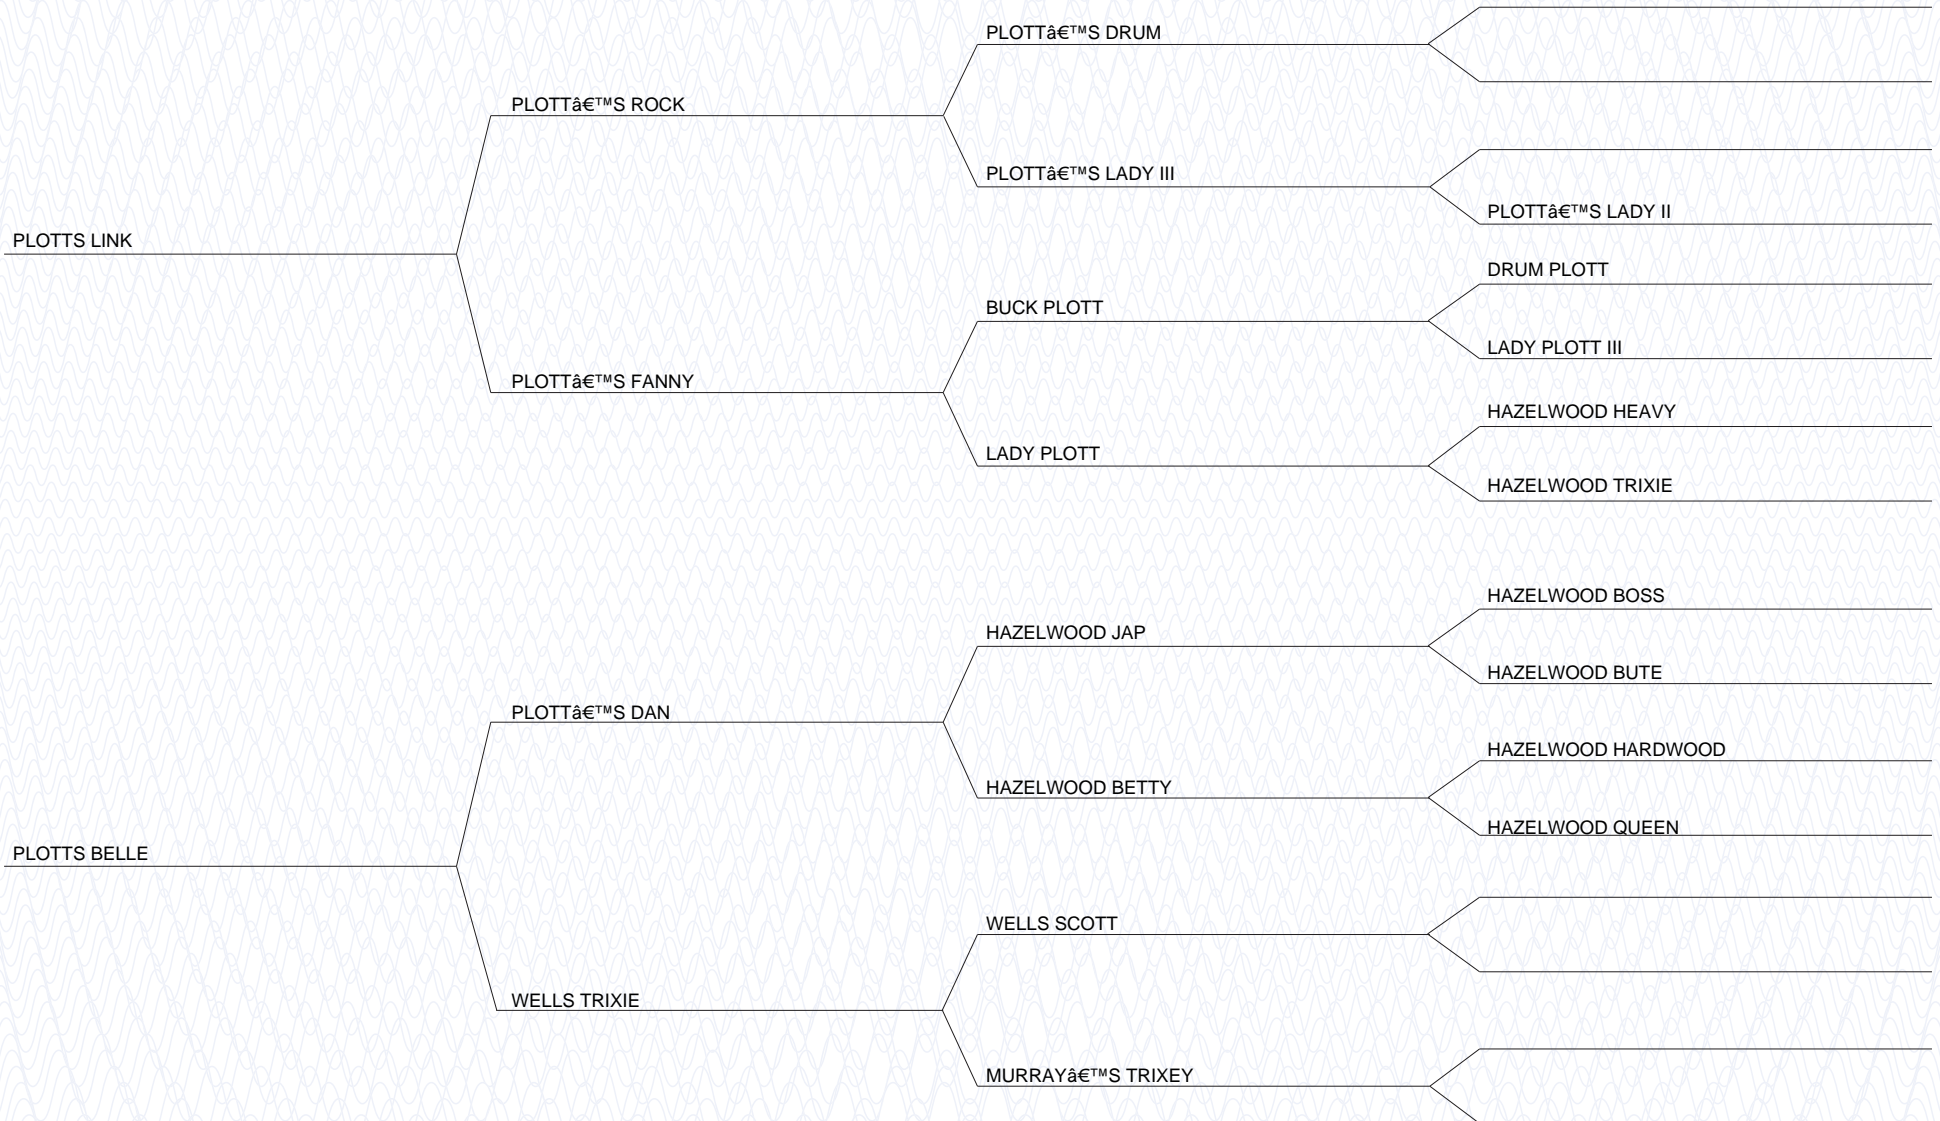 PLOTTâ€™S DRUM
PLOTTâ€™S ROCK
PLOTTâ€™S LADY III
PLOTTâ€™S LADY II
PLOTTS LINK
DRUM PLOTT
BUCK PLOTT
LADY PLOTT III
PLOTTâ€™S FANNY
HAZELWOOD HEAVY
LADY PLOTT
HAZELWOOD TRIXIE
HAZELWOOD BOSS
HAZELWOOD JAP
HAZELWOOD BUTE
PLOTTâ€™S DAN
HAZELWOOD HARDWOOD
HAZELWOOD BETTY
HAZELWOOD QUEEN
PLOTTS BELLE
WELLS SCOTT
WELLS TRIXIE
MURRAYâ€™S TRIXEY